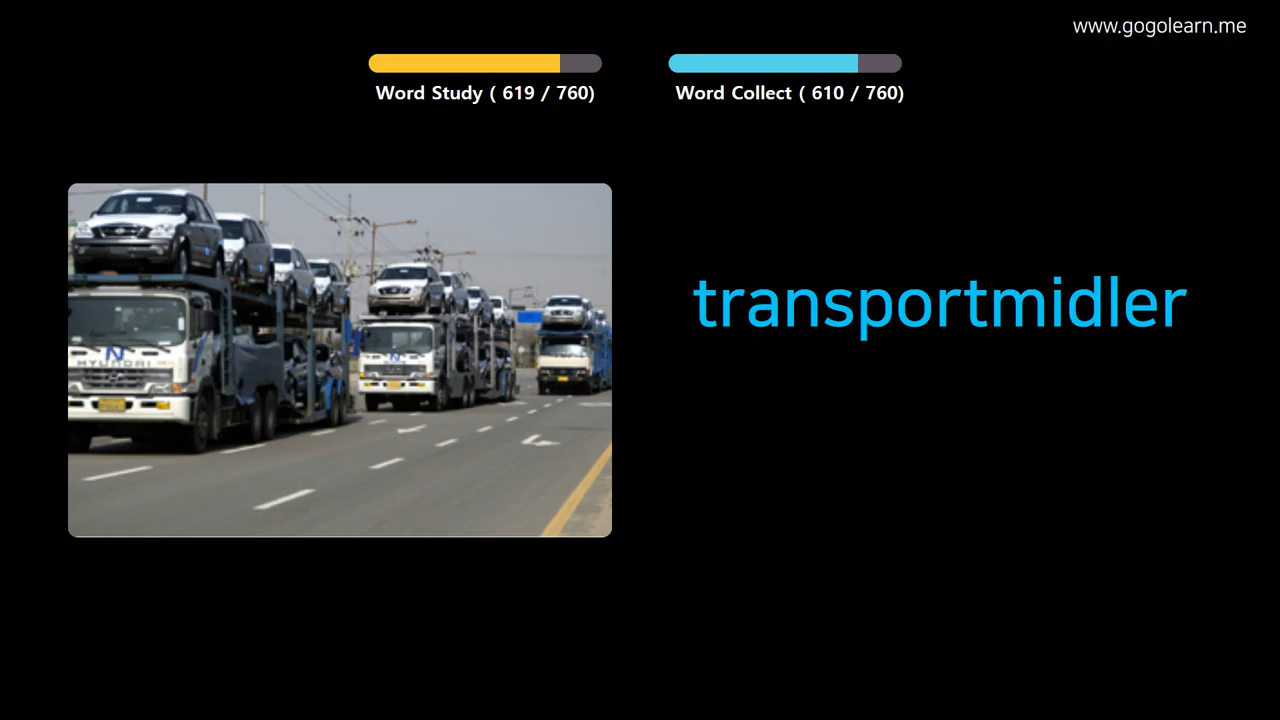 www.gogolearn.me
Word Study ( 619 / 760)
Word Collect ( 610 / 760)
transportmidler
N
HYUNDAI